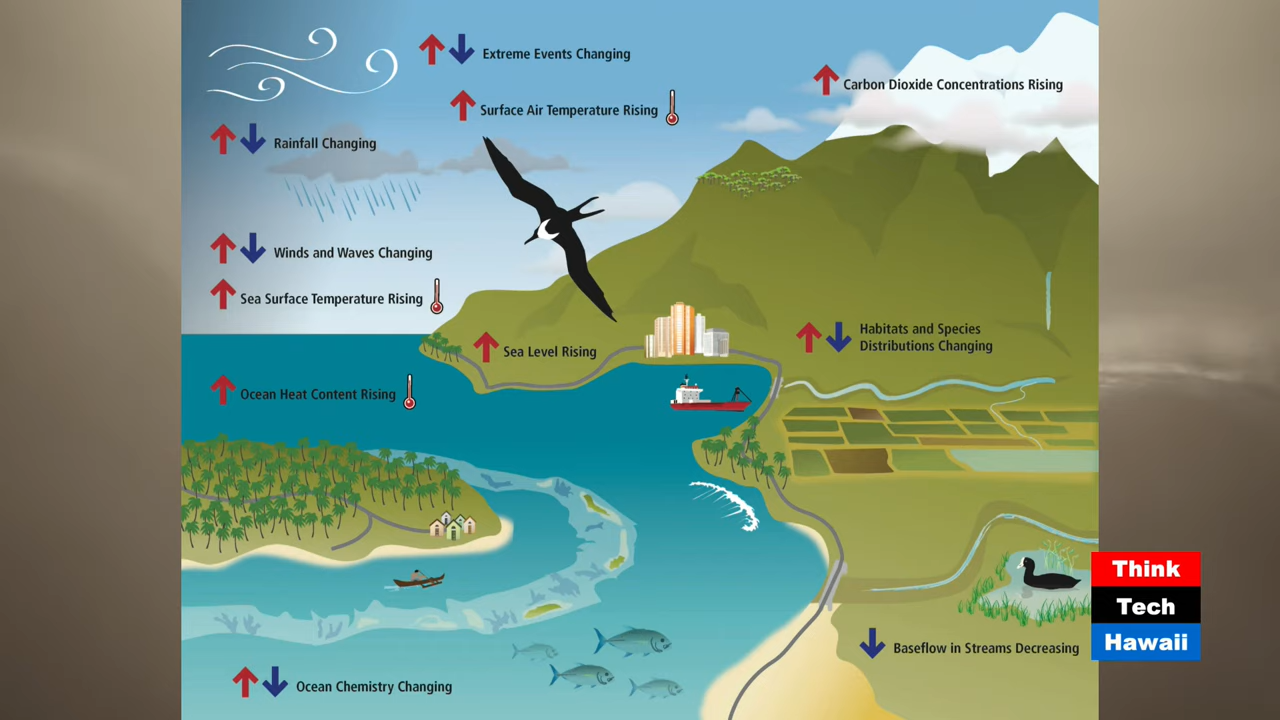 Extreme Events Changing
Carbon Dioxide Concentrations Rising
Surface Air Temperature Rising
Rainfall Changing
Winds and Waves Changing
Sea Surface Temperature Rising
Sea Level Rising
Habitats and Species
Distributions Changing
Ocean Heat Content Rising
Think
Tech
Hawaii
Baseflow in Streams Decreasing
Ocean Chemistry Changing